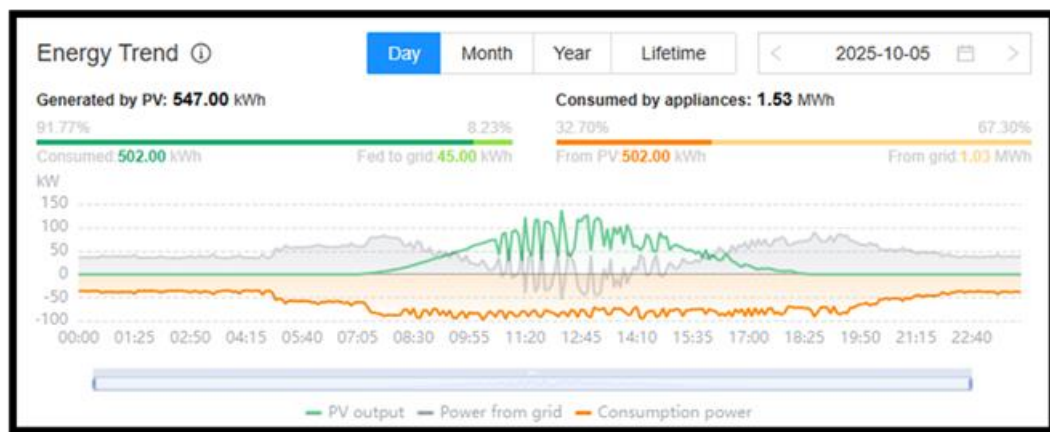 Energy Trend
Day Month Year Lifetime < 2025-10-05 >
Generated by PV: 547.00 kWh Consumed by appliances: 1.53 MWh
91.77% 8.23% 32.70% 67.30%
Consumed:502.00 kWh Fed to grid:45.00 kWh From PV:502.00 kWh From grid:1.03 MWh
kW
150
100
50
0
-50
-100
00:00 01:25 02:50 04:15 05:40 07:05 08:30 09:55 11:20 12:45 14:10 15:35 17:00 18:25 19:50 21:15 22:40
PV output Power from grid Consumption power